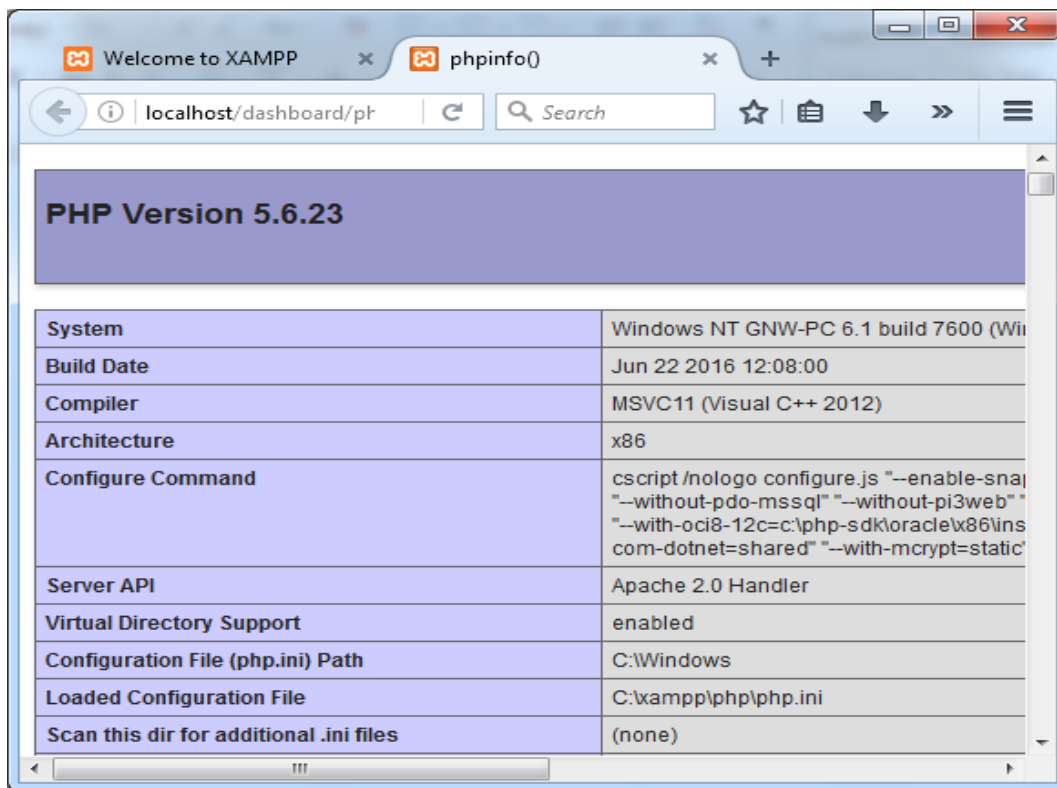 Welcome to XAMPP
phpinfo()
localhost/dashboard/ph
Search
PHP Version 5.6.23
System Windows NT GNW-PC 6.1 build 7600 (Wi
Build Date Jun 22 2016 12:08:00
Compiler MSVC11 (Visual C++ 2012)
Architecture x86
Configure Command cscript /nologo configure.js "--enable-snap
"--without-pdo-mssql" "--without-pi3web" "
"--with-oci8-12c=c:\php-sdk\oracle\x86\ins
com-dotnet=shared" "--with-mcrypt=static"
Server API Apache 2.0 Handler
Virtual Directory Support enabled
Configuration File (php.ini) Path C:\Windows
Loaded Configuration File C:\xampp\php\php.ini
Scan this dir for additional .ini files (none)